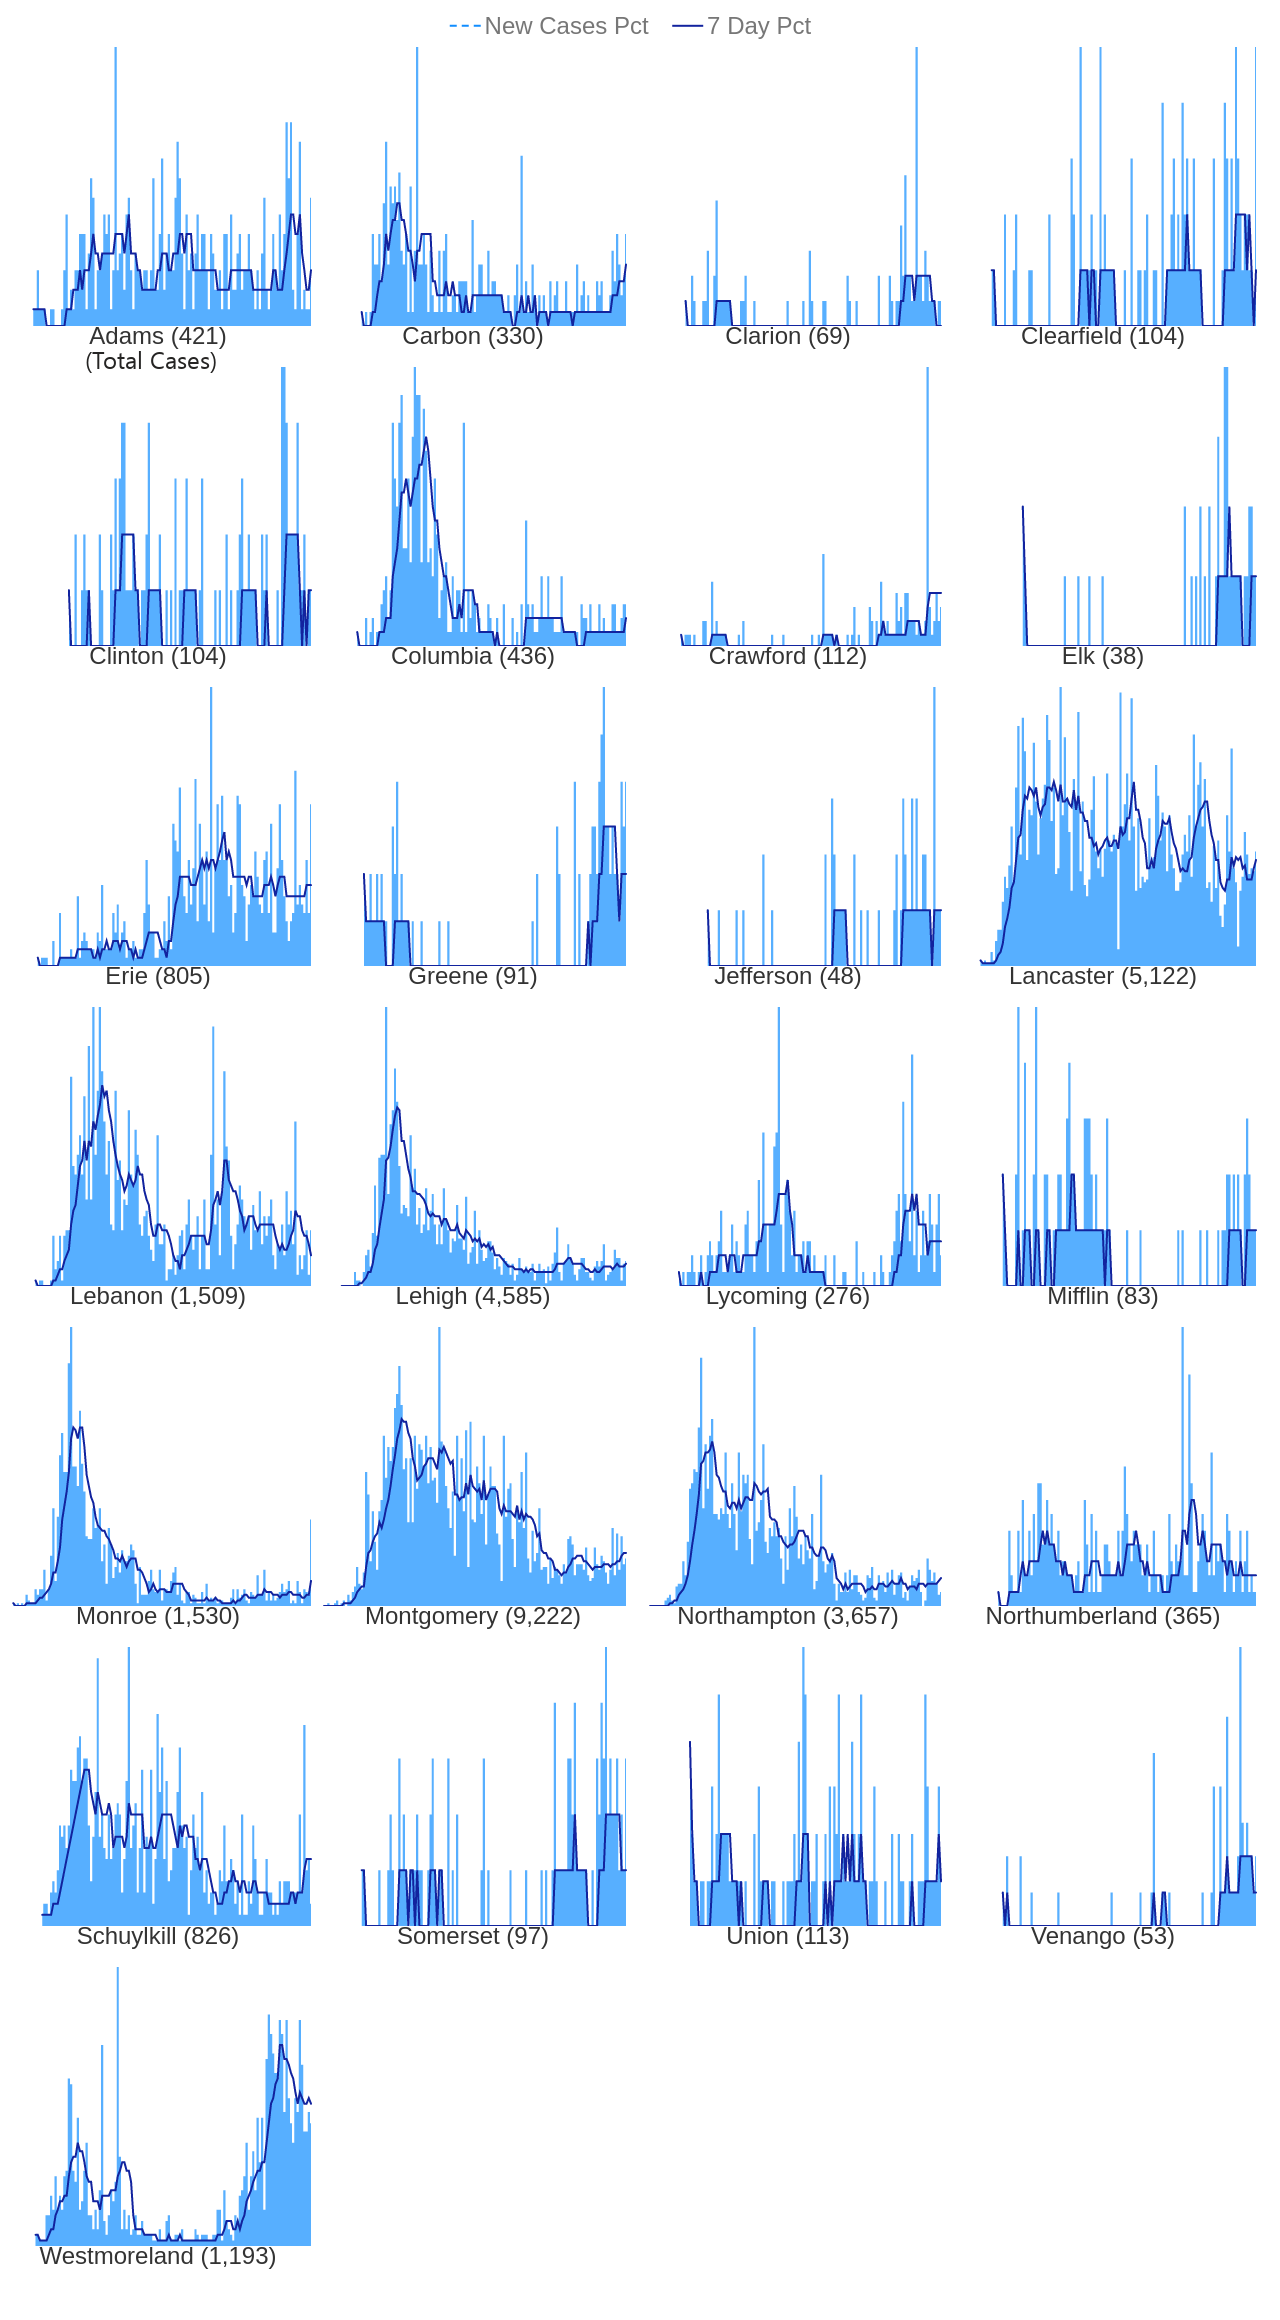 New Cases Pct 7 Day Pct
Adams (421) Carbon (330) Clarion (69) Clearfield (104)
(Total Cases)
Clinton (104) Columbia (436) Crawford (112) Elk (38)
Erie (805) Greene (91) Jefferson (48) Lancaster (5,122)
Lebanon (1,509) Lehigh (4,585) Lycoming (276) Mifflin (83)
Monroe (1,530) Montgomery (9,222) Northampton (3,657) Northumberland (365)
Schuylkill (826) Somerset (97) Union (113) Venango (53)
Westmoreland (1,193)